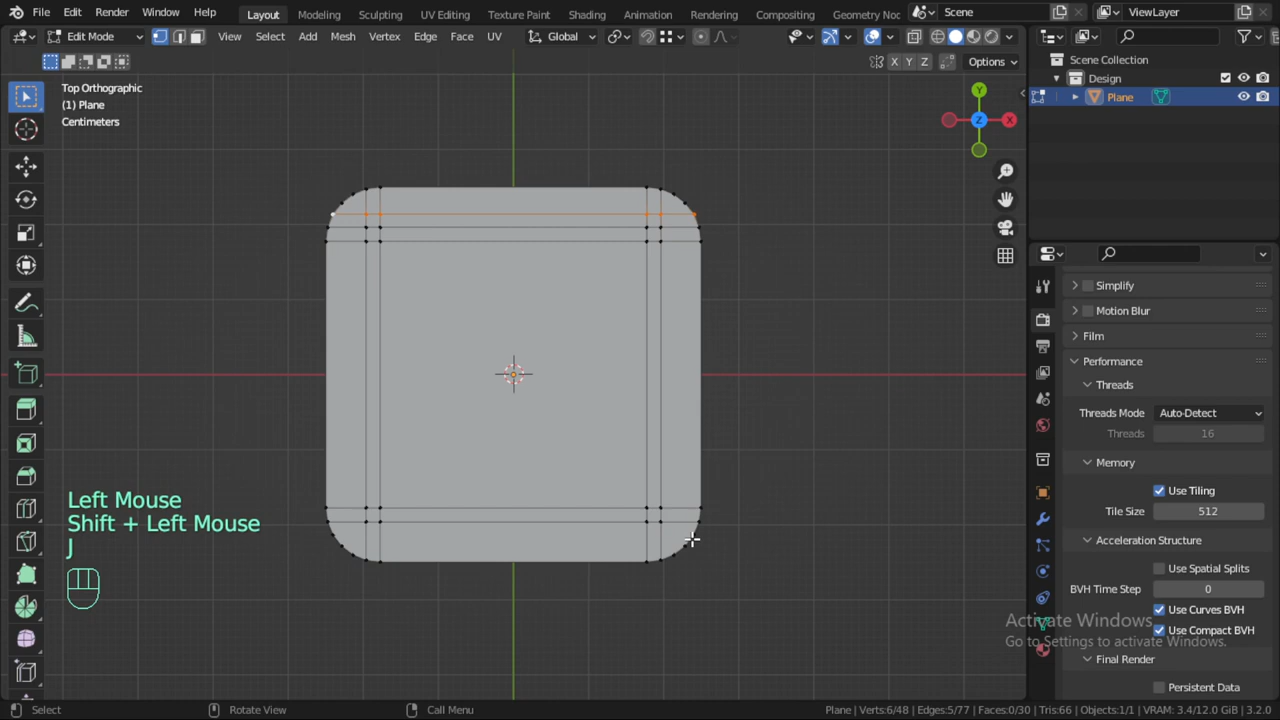 File Edit Render Window Help Layout Modeling Sculpting UV Editing Texture Paint Shading Animation Rendering Compositing Geometry Noc Scene ViewLayer
Edit Mode View Select Add Mesh Vertex Edge Face UV Global
X Y Z Options
Top Orthographic
(1) Plane
Centimeters
Scene Collection
Design
Plane
Y
Z
X
Simplify
Motion Blur
Film
Performance
Threads
Threads Mode Auto-Detect
Threads 16
Memory
Use Tiling
Tile Size 512
Acceleration Structure
Use Spatial Splits
BVH Time Step 0
Use Curves BVH
Use Compact BVH
Final Render
Persistent Data
Left Mouse
Shift + Left Mouse
J
Activate Windows
Go to Settings to activate Windows.
Select Rotate View Call Menu Plane | Verts:6/48 | Edges:5/77 | Faces:0/30 | Tris:66 | Objects:1/1 | VRAM: 3.4/12.0 GiB | 3.2.0